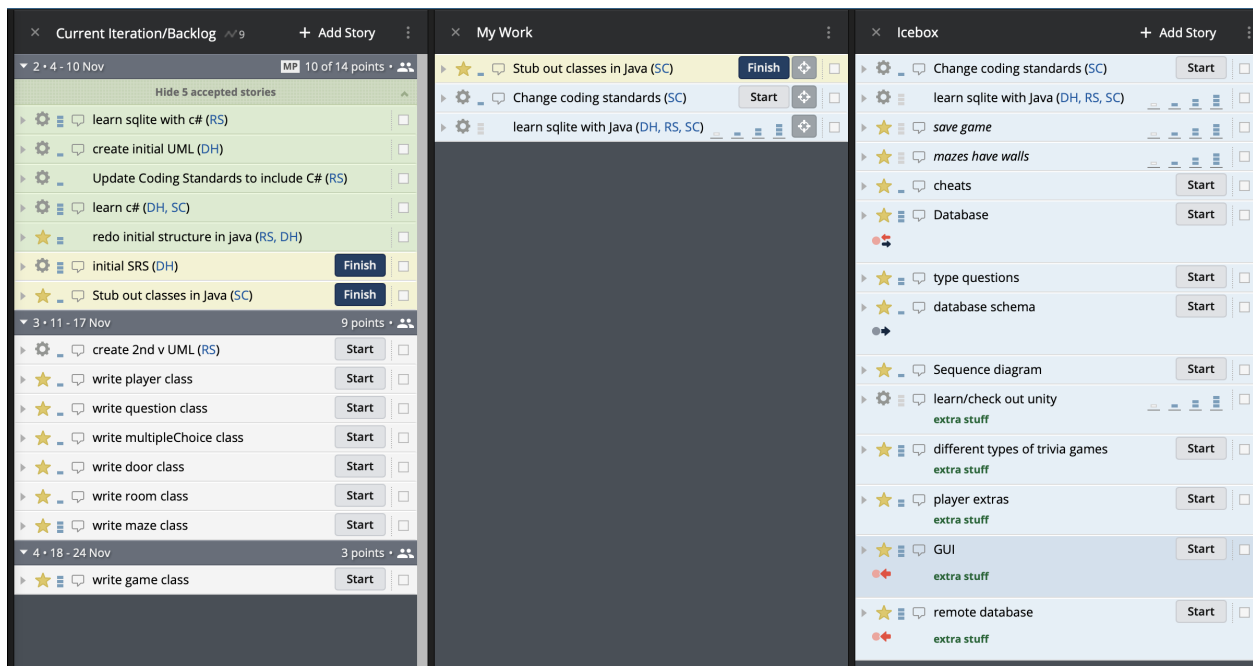 Current Iteration/Backlog 9 + Add Story
2 • 4 - 10 Nov MP 10 of 14 points •
Hide 5 accepted stories
learn sqlite with c# (RS)
create initial UML (DH)
Update Coding Standards to include C# (RS)
learn c# (DH, SC)
redo initial structure in java (RS, DH)
initial SRS (DH) Finish
Stub out classes in Java (SC) Finish
3 • 11 - 17 Nov 9 points •
create 2nd v UML (RS) Start
write player class Start
write question class Start
write multipleChoice class Start
write door class Start
write room class Start
write maze class Start
4 • 18 - 24 Nov 3 points •
write game class Start
My Work
Stub out classes in Java (SC) Finish
Change coding standards (SC) Start
learn sqlite with Java (DH, RS, SC)
Icebox + Add Story
Change coding standards (SC) Start
learn sqlite with Java (DH, RS, SC)
save game
mazes have walls
cheats Start
Database Start
type questions Start
database schema Start
Sequence diagram Start
learn/check out unity
extra stuff
different types of trivia games Start
extra stuff
player extras Start
extra stuff
GUI Start
extra stuff
remote database Start
extra stuff